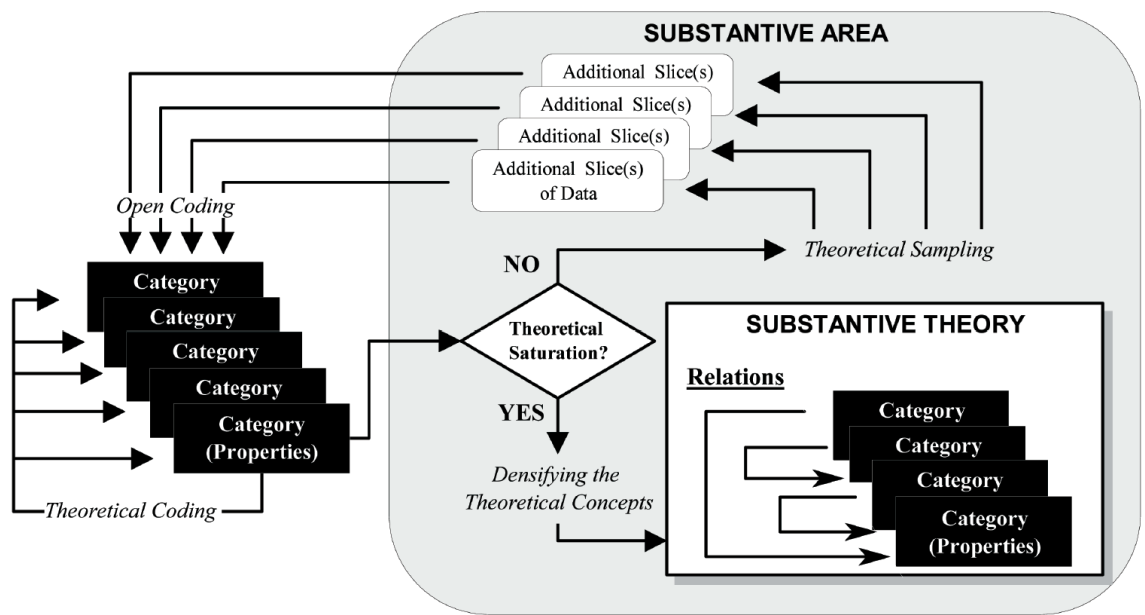 SUBSTANTIVE AREA
Additional Slice(s)
Additional Slice(s)
Additional Slice(s)
Additional Slice(s)
of Data
Open Coding
Theoretical Sampling
NO
Category
Category
Category
Category
Category
(Properties)
Theoretical Coding
Theoretical
Saturation?
YES
Densifying the
Theoretical Concepts
SUBSTANTIVE THEORY
Relations
Category
Category
Category
Category
(Properties)